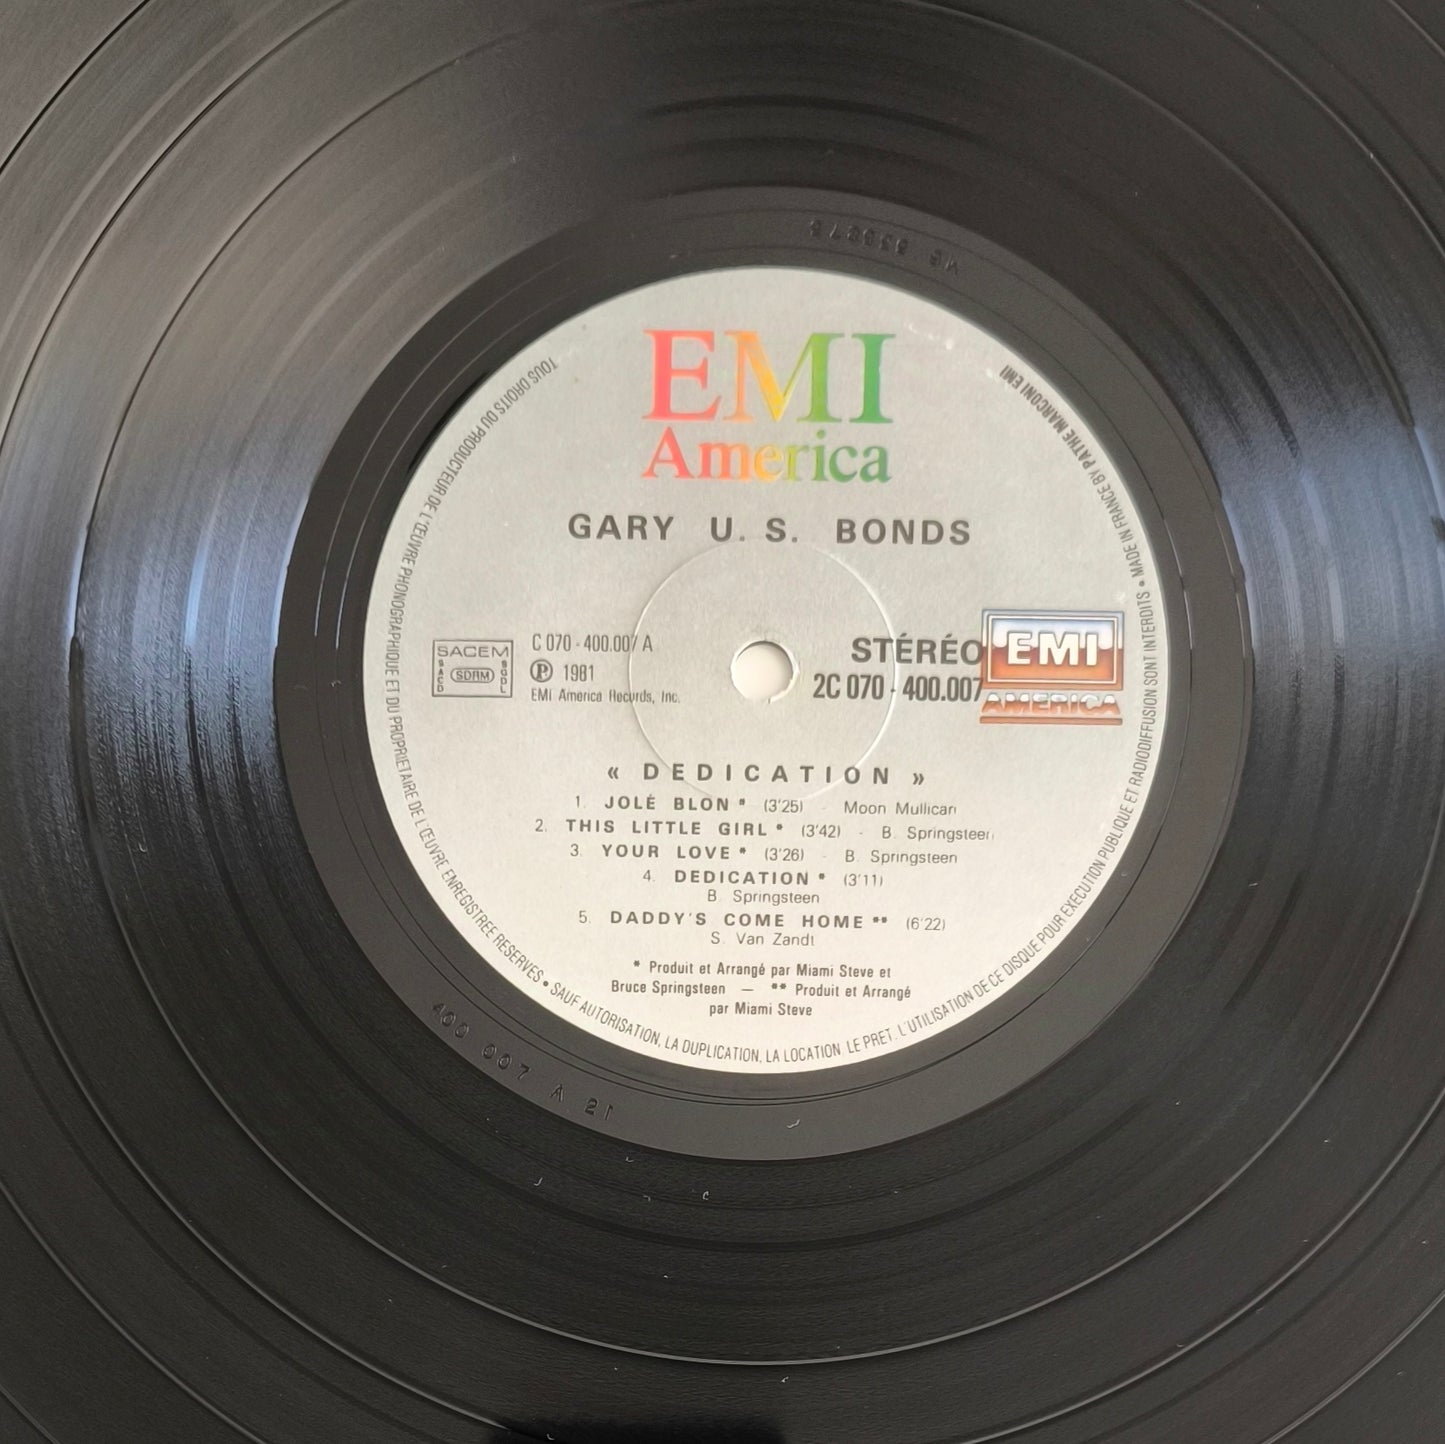 EMI
America
GARY U. S. BONDS
SACEM
SACD
SDRM
SGDL
C 070 - 400.007 A
Ⓟ 1981
EMI America Records, Inc.
STÉRÉO
2C 070 - 400.007
EMI
AMERICA
« DEDICATION »
1. JOLÉ BLON * (3'25) - Moon Mullican
2. THIS LITTLE GIRL * (3'42) - B. Springsteen
3. YOUR LOVE * (3'26) - B. Springsteen
4. DEDICATION * (3'11)
B. Springsteen
5. DADDY'S COME HOME ** (6'22)
S. Van Zandt
* Produit et Arrangé par Miami Steve et
Bruce Springsteen — ** Produit et Arrangé
par Miami Steve
TOUS DROITS DU PRODUCTEUR DE L'ŒUVRE PHONOGRAPHIQUE ET DU PROPRIETAIRE DE L'ŒUVRE ENREGISTREE RESERVES • SAUF AUTORISATION, LA DUPLICATION, LA LOCATION, LE PRET, L'UTILISATION DE CE DISQUE POUR EXECUTION PUBLIQUE ET RADIODIFFUSION SONT INTERDITS • MADE IN FRANCE BY PATHE MARCONI EMI
400 007 A 21